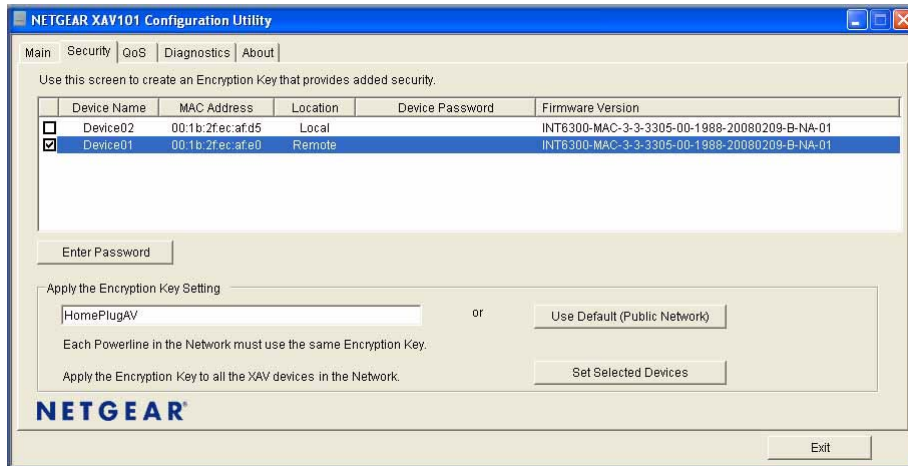 NETGEAR XAV101 Configuration Utility
Main Security QoS Diagnostics About
Use this screen to create an Encryption Key that provides added security.
Device Name MAC Address Location Device Password Firmware Version
Device02 00:1b:2f:ec:af:d5 Local INT6300-MAC-3-3-3305-00-1988-20080209-B-NA-01
Device01 00:1b:2f:ec:af:e0 Remote INT6300-MAC-3-3-3305-00-1988-20080209-B-NA-01
Enter Password
Apply the Encryption Key Setting
HomePlugAV or Use Default (Public Network)
Each Powerline in the Network must use the same Encryption Key.
Apply the Encryption Key to all the XAV devices in the Network. Set Selected Devices
NETGEAR®
Exit